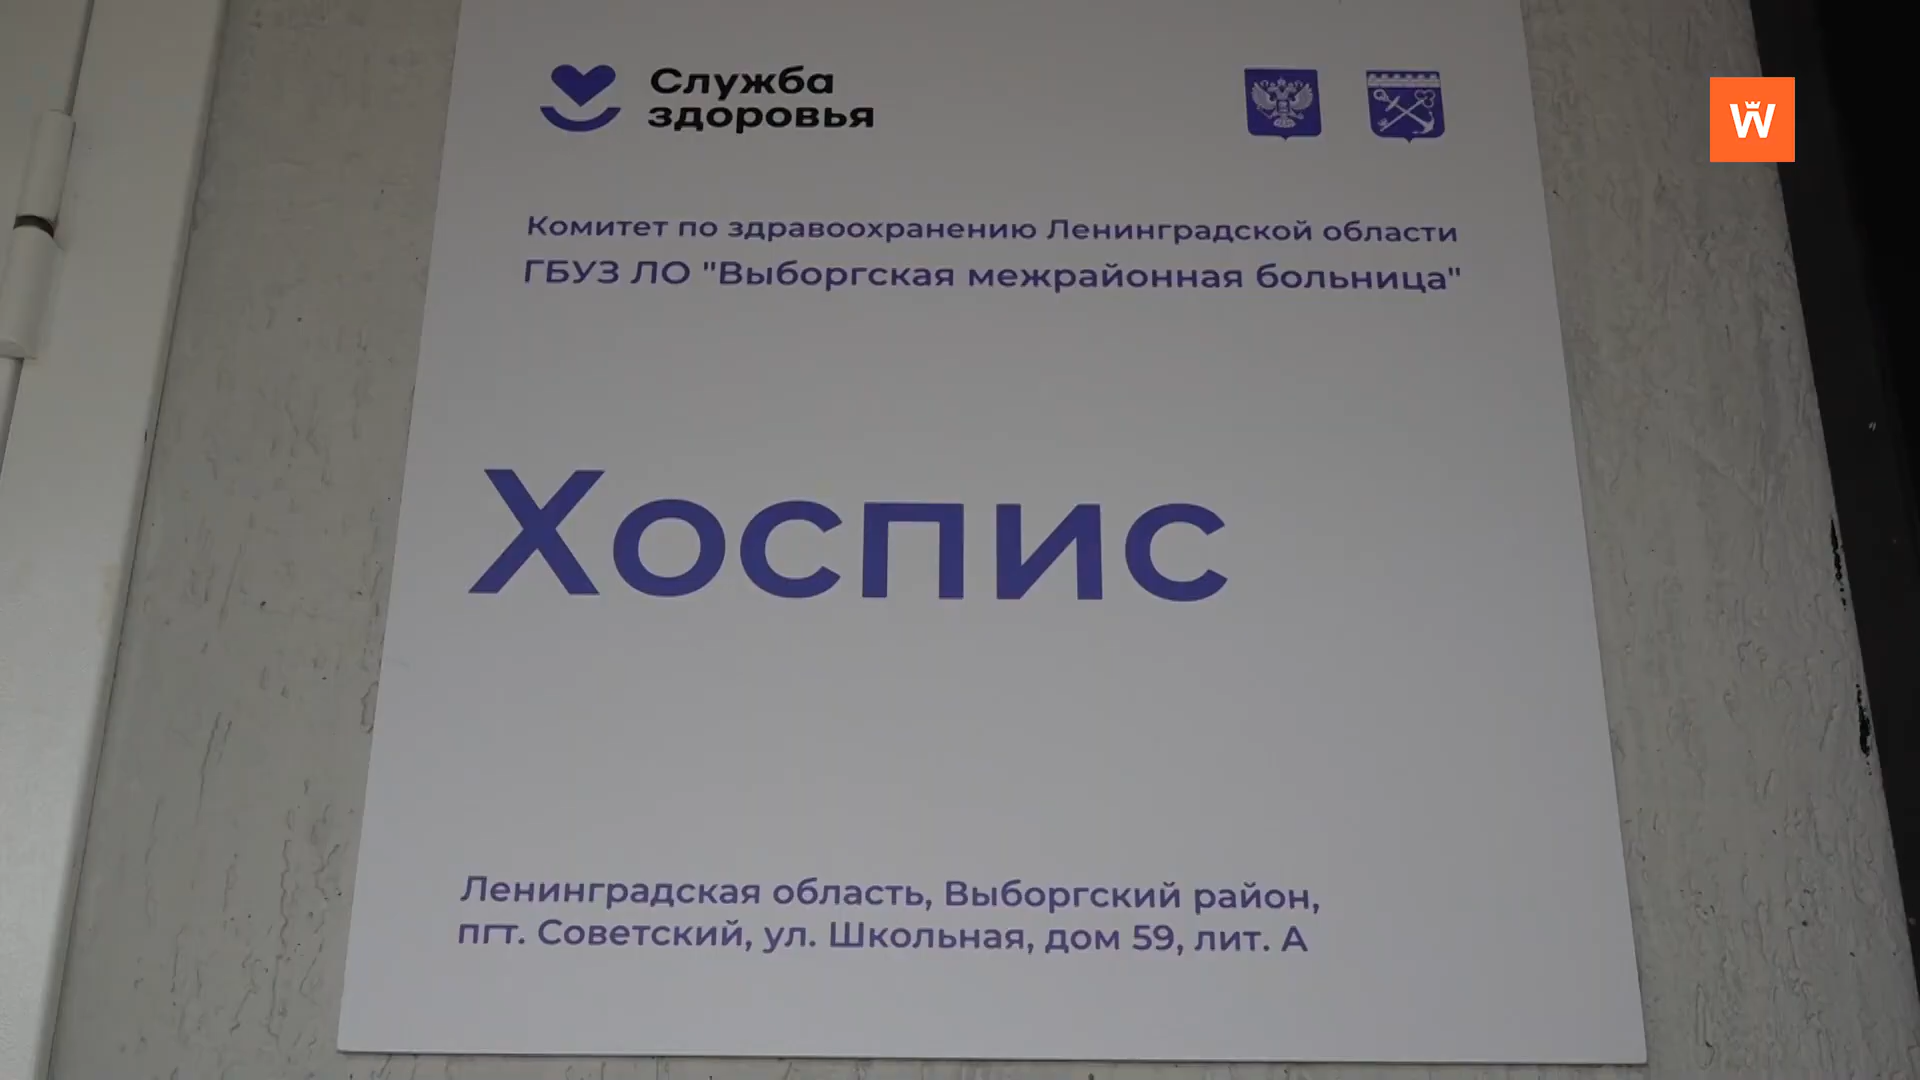 Служба
здоровья
W
Комитет по здравоохранению Ленинградской области
ГБУЗ ЛО "Выборгская межрайонная больница"
Хоспис
Ленинградская область, Выборгский район,
пгт. Советский, ул. Школьная, дом 59, лит. А